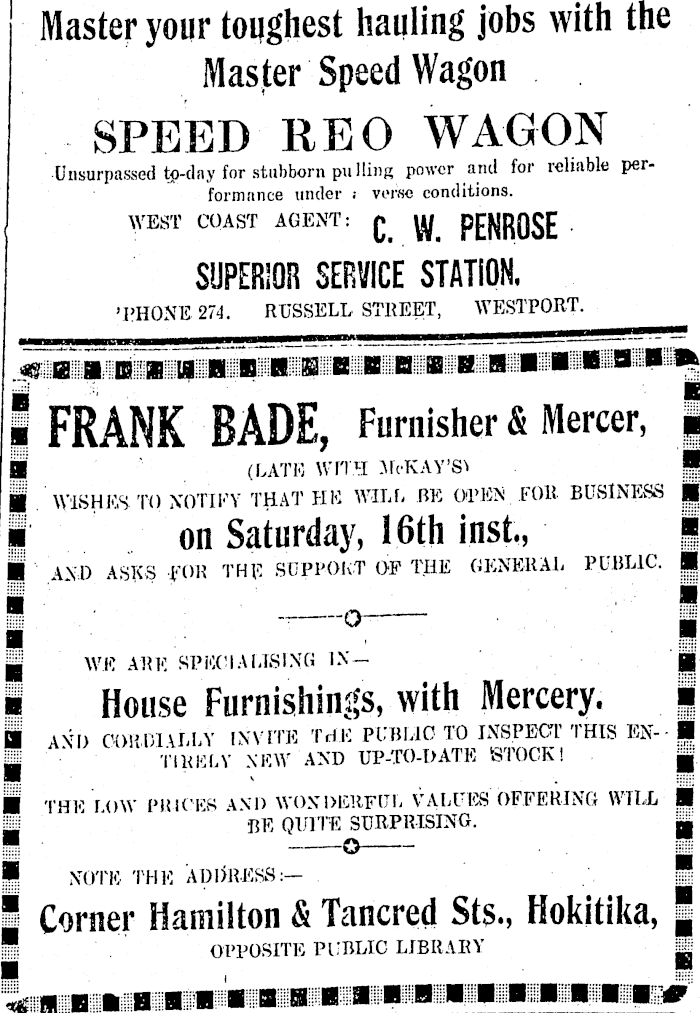 Master your toughest hauling jobs with the
Master Speed Wagon
SPEED REO WAGON
Unsurpassed to-day for stubborn pulling power and for reliable per-
formance under verse conditions.
WEST COAST AGENT: C. W. PENROSE
SUPERIOR SERVICE STATION.
'PHONE 274. RUSSELL STREET, WESTPORT.
FRANK BADE, Furnisher & Mercer,
(LATE WITH McKAY'S)
WISHES TO NOTIFY THAT HE WILL BE OPEN FOR BUSINESS
on Saturday, 16th inst.,
AND ASKS FOR THE SUPPORT OF THE GENERAL PUBLIC.
WE ARE SPECIALISING IN—
House Furnishings, with Mercery.
AND CORDIALLY INVITE THE PUBLIC TO INSPECT THIS EN-
TIRELY NEW AND UP-TO-DATE STOCK!
THE LOW PRICES AND WONDERFUL VALUES OFFERING WILL
BE QUITE SURPRISING.
NOTE THE ADDRESS:—
Corner Hamilton & Tancred Sts., Hokitika,
OPPOSITE PUBLIC LIBRARY